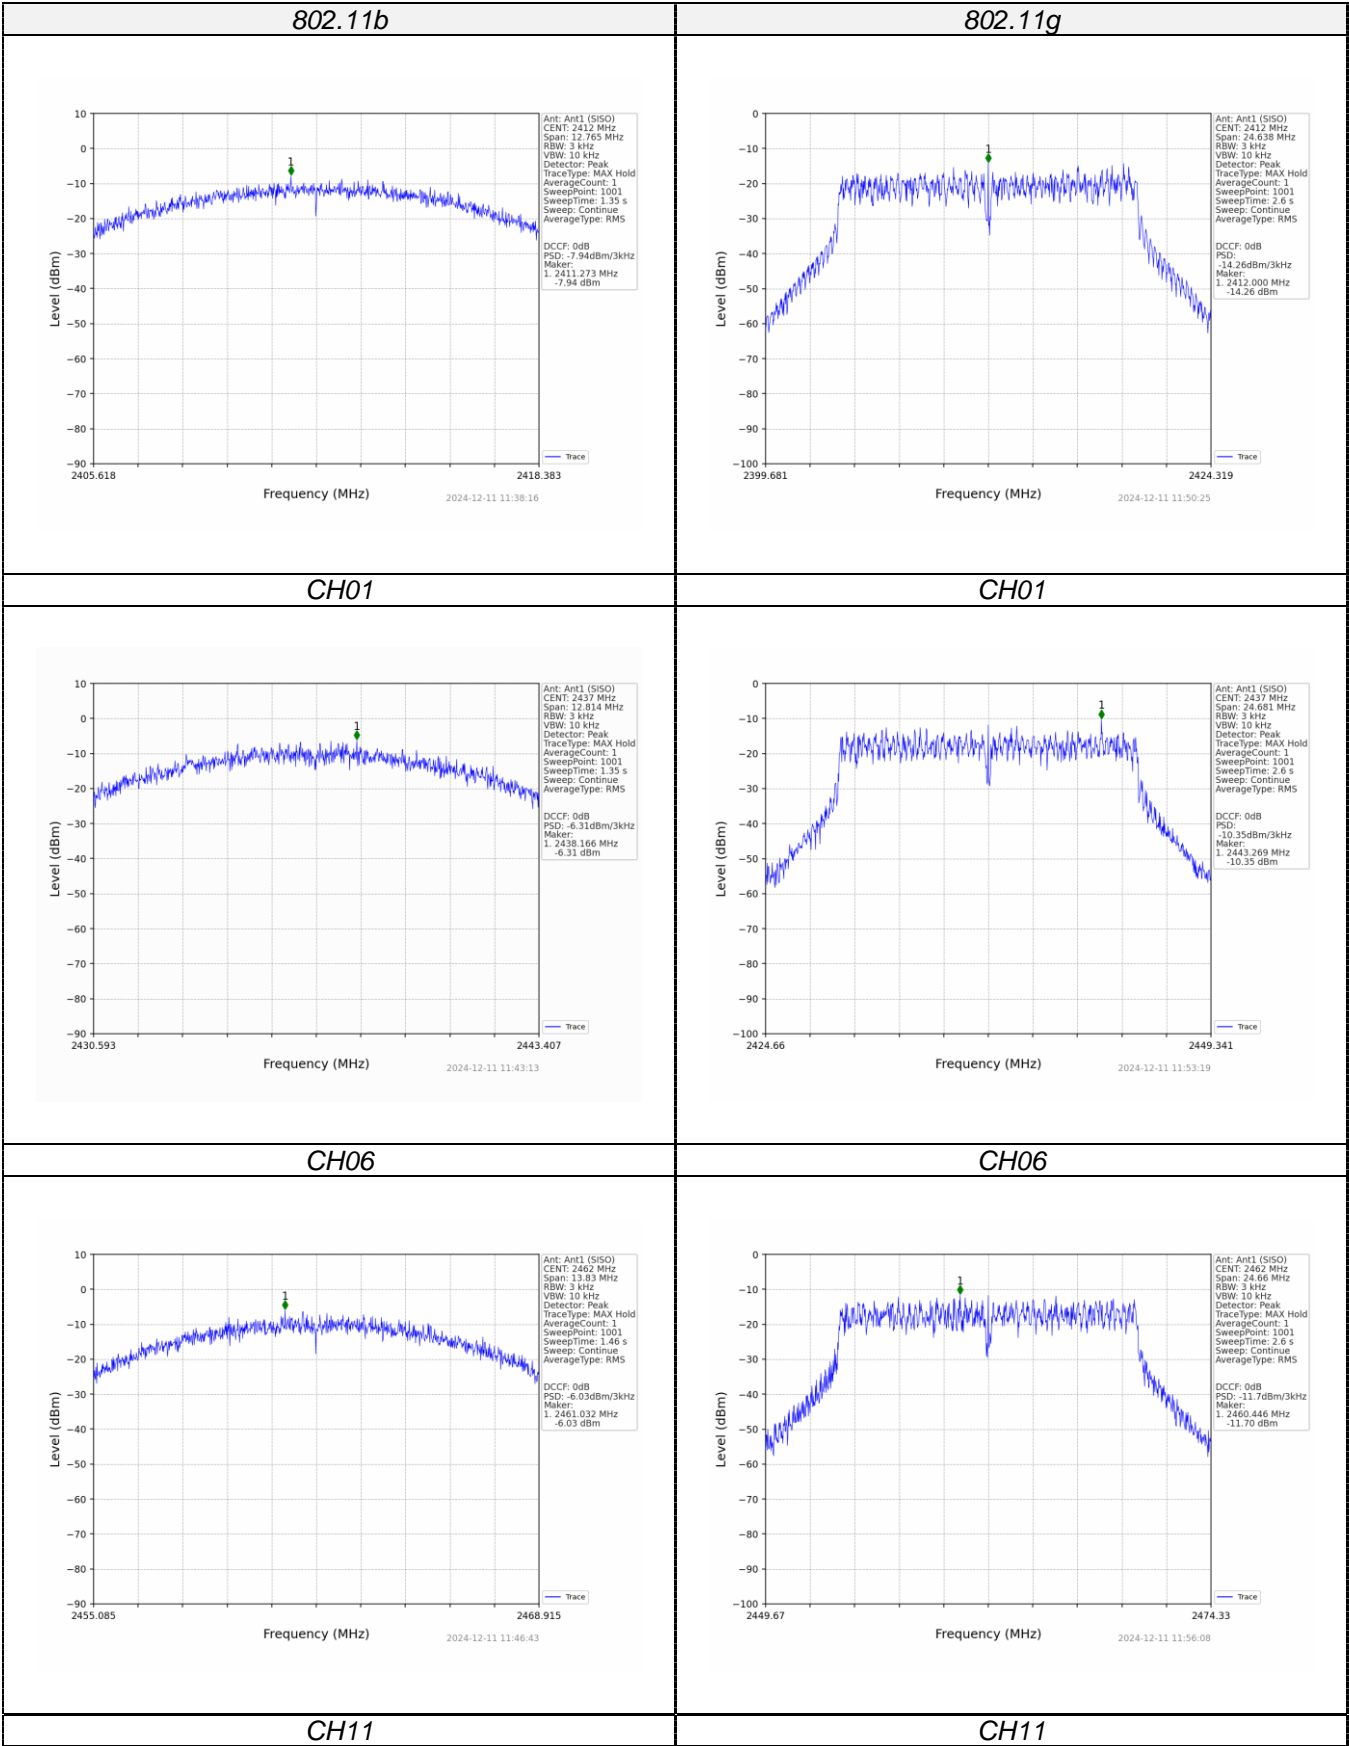 802.11b
802.11g
10
0
−10
−20
−30
−40
−50
−60
−70
−80
−90
Level (dBm)
1
2405.618
2418.383
Frequency (MHz)
2024-12-11 11:38:16
Ant: Ant1 (SISO)
CENT: 2412 MHz
Span: 12.765 MHz
RBW: 3 kHz
VBW: 10 kHz
Detector: Peak
TraceType: MAX Hold
AverageCount: 1
SweepPoint: 1001
SweepTime: 1.35 s
Sweep: Continue
AverageType: RMS
DCCF: 0dB
PSD: -7.94dBm/3kHz
Maker:
1. 2411.273 MHz
-7.94 dBm
Trace
0
−10
−20
−30
−40
−50
−60
−70
−80
−90
−100
Level (dBm)
1
2399.681
2424.319
Frequency (MHz)
2024-12-11 11:50:25
Ant: Ant1 (SISO)
CENT: 2412 MHz
Span: 24.638 MHz
RBW: 3 kHz
VBW: 10 kHz
Detector: Peak
TraceType: MAX Hold
AverageCount: 1
SweepPoint: 1001
SweepTime: 2.6 s
Sweep: Continue
AverageType: RMS
DCCF: 0dB
PSD:
-14.26dBm/3kHz
Maker:
1. 2412.000 MHz
-14.26 dBm
Trace
CH01
CH01
10
0
−10
−20
−30
−40
−50
−60
−70
−80
−90
Level (dBm)
1
2430.593
2443.407
Frequency (MHz)
2024-12-11 11:43:13
Ant: Ant1 (SISO)
CENT: 2437 MHz
Span: 12.814 MHz
RBW: 3 kHz
VBW: 10 kHz
Detector: Peak
TraceType: MAX Hold
AverageCount: 1
SweepPoint: 1001
SweepTime: 1.35 s
Sweep: Continue
AverageType: RMS
DCCF: 0dB
PSD: -6.31dBm/3kHz
Maker:
1. 2438.166 MHz
-6.31 dBm
Trace
0
−10
−20
−30
−40
−50
−60
−70
−80
−90
−100
Level (dBm)
1
2424.66
2449.341
Frequency (MHz)
2024-12-11 11:53:19
Ant: Ant1 (SISO)
CENT: 2437 MHz
Span: 24.681 MHz
RBW: 3 kHz
VBW: 10 kHz
Detector: Peak
TraceType: MAX Hold
AverageCount: 1
SweepPoint: 1001
SweepTime: 2.6 s
Sweep: Continue
AverageType: RMS
DCCF: 0dB
PSD:
-10.35dBm/3kHz
Maker:
1. 2443.269 MHz
-10.35 dBm
Trace
CH06
CH06
10
0
−10
−20
−30
−40
−50
−60
−70
−80
−90
Level (dBm)
1
2455.085
2468.915
Frequency (MHz)
2024-12-11 11:46:43
Ant: Ant1 (SISO)
CENT: 2462 MHz
Span: 13.83 MHz
RBW: 3 kHz
VBW: 10 kHz
Detector: Peak
TraceType: MAX Hold
AverageCount: 1
SweepPoint: 1001
SweepTime: 1.46 s
Sweep: Continue
AverageType: RMS
DCCF: 0dB
PSD: -6.03dBm/3kHz
Maker:
1. 2461.032 MHz
-6.03 dBm
Trace
0
−10
−20
−30
−40
−50
−60
−70
−80
−90
−100
Level (dBm)
1
2449.67
2474.33
Frequency (MHz)
2024-12-11 11:56:08
Ant: Ant1 (SISO)
CENT: 2462 MHz
Span: 24.66 MHz
RBW: 3 kHz
VBW: 10 kHz
Detector: Peak
TraceType: MAX Hold
AverageCount: 1
SweepPoint: 1001
SweepTime: 2.6 s
Sweep: Continue
AverageType: RMS
DCCF: 0dB
PSD: -11.7dBm/3kHz
Maker:
1. 2460.446 MHz
-11.70 dBm
Trace
CH11
CH11